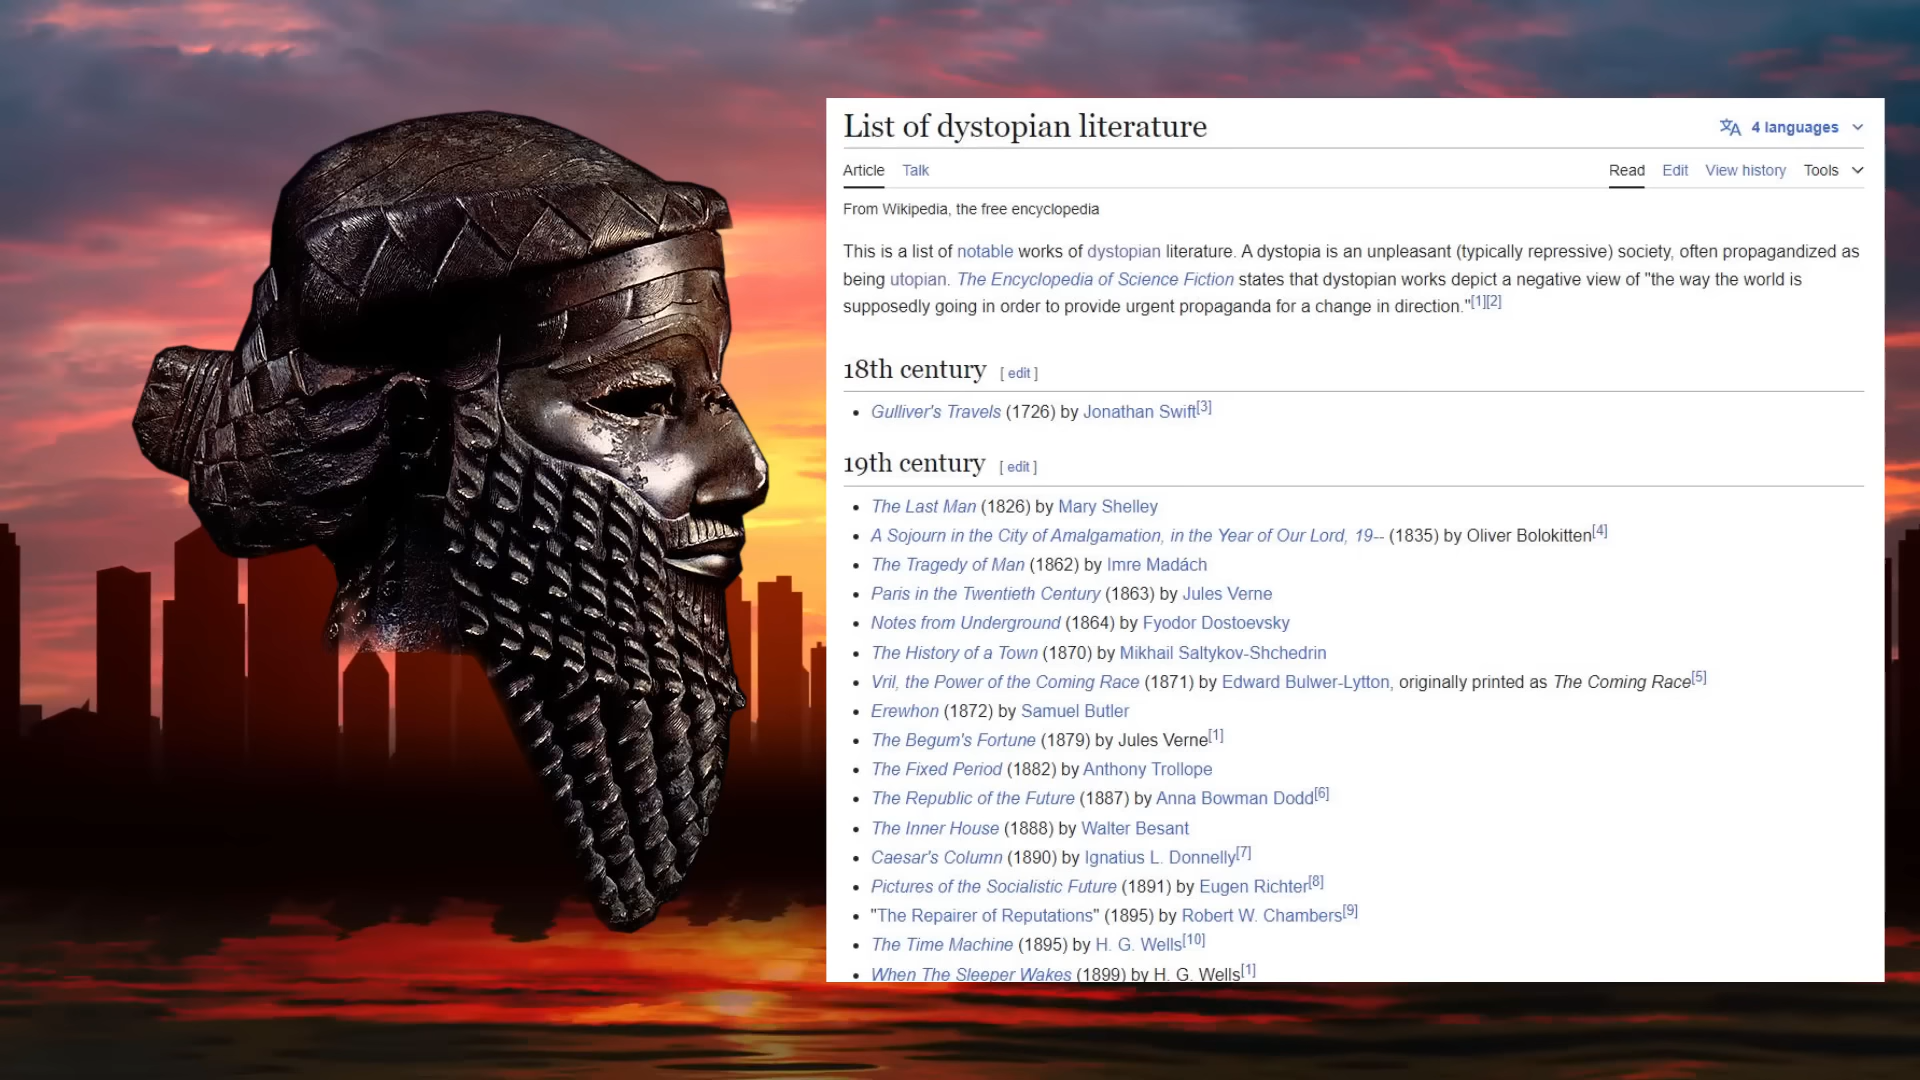 List of dystopian literature
4 languages
Article Talk Read Edit View history Tools
From Wikipedia, the free encyclopedia
This is a list of notable works of dystopian literature. A dystopia is an unpleasant (typically repressive) society, often propagandized as
being utopian. The Encyclopedia of Science Fiction states that dystopian works depict a negative view of "the way the world is
supposedly going in order to provide urgent propaganda for a change in direction."[1][2]
18th century [ edit ]
• Gulliver's Travels (1726) by Jonathan Swift[3]
19th century [ edit ]
• The Last Man (1826) by Mary Shelley
• A Sojourn in the City of Amalgamation, in the Year of Our Lord, 19-- (1835) by Oliver Bolokitten[4]
• The Tragedy of Man (1862) by Imre Madách
• Paris in the Twentieth Century (1863) by Jules Verne
• Notes from Underground (1864) by Fyodor Dostoevsky
• The History of a Town (1870) by Mikhail Saltykov-Shchedrin
• Vril, the Power of the Coming Race (1871) by Edward Bulwer-Lytton, originally printed as The Coming Race[5]
• Erewhon (1872) by Samuel Butler
• The Begum's Fortune (1879) by Jules Verne[1]
• The Fixed Period (1882) by Anthony Trollope
• The Republic of the Future (1887) by Anna Bowman Dodd[6]
• The Inner House (1888) by Walter Besant
• Caesar's Column (1890) by Ignatius L. Donnelly[7]
• Pictures of the Socialistic Future (1891) by Eugen Richter[8]
• "The Repairer of Reputations" (1895) by Robert W. Chambers[9]
• The Time Machine (1895) by H. G. Wells[10]
• When The Sleeper Wakes (1899) by H. G. Wells[1]